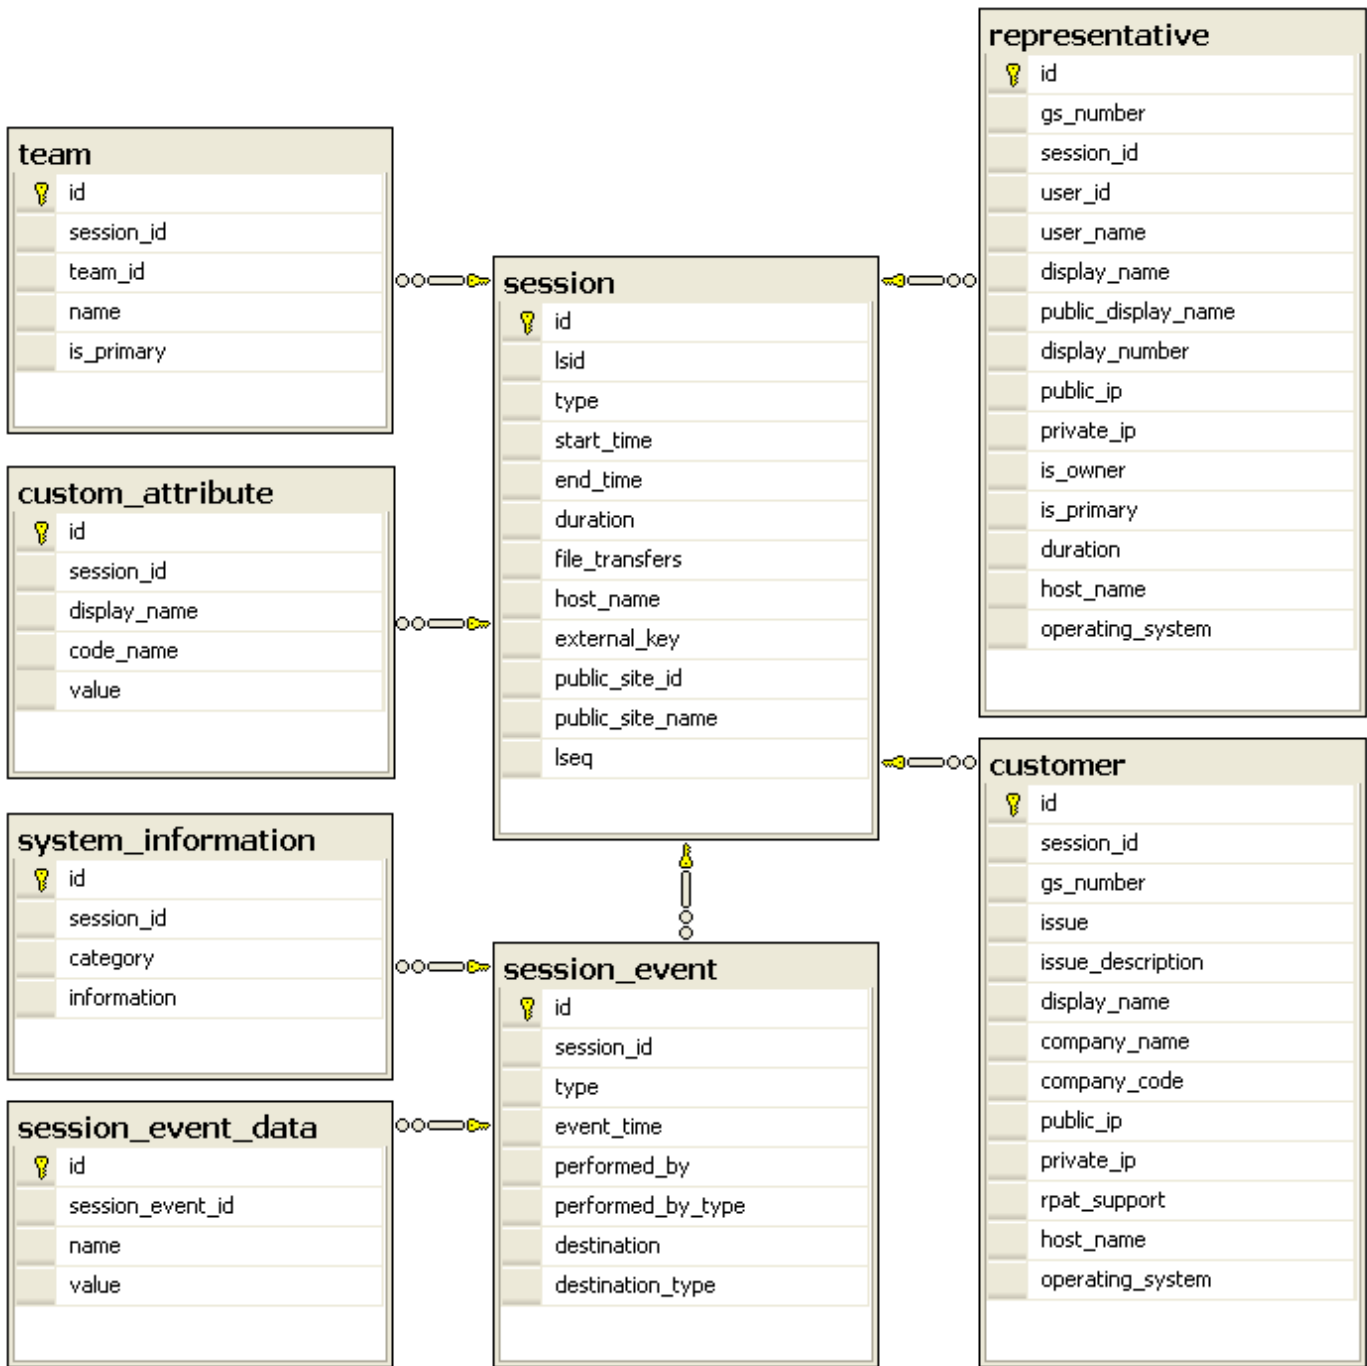 team
id
session_id
team_id
name
is_primary
custom_attribute
id
session_id
display_name
code_name
value
system_information
id
session_id
category
information
session_event_data
id
session_event_id
name
value
session
id
lsid
type
start_time
end_time
duration
file_transfers
host_name
external_key
public_site_id
public_site_name
lseq
session_event
id
session_id
type
event_time
performed_by
performed_by_type
destination
destination_type
representative
id
gs_number
session_id
user_id
user_name
display_name
public_display_name
display_number
public_ip
private_ip
is_owner
is_primary
duration
host_name
operating_system
customer
id
session_id
gs_number
issue
issue_description
display_name
company_name
company_code
public_ip
private_ip
rpat_support
host_name
operating_system